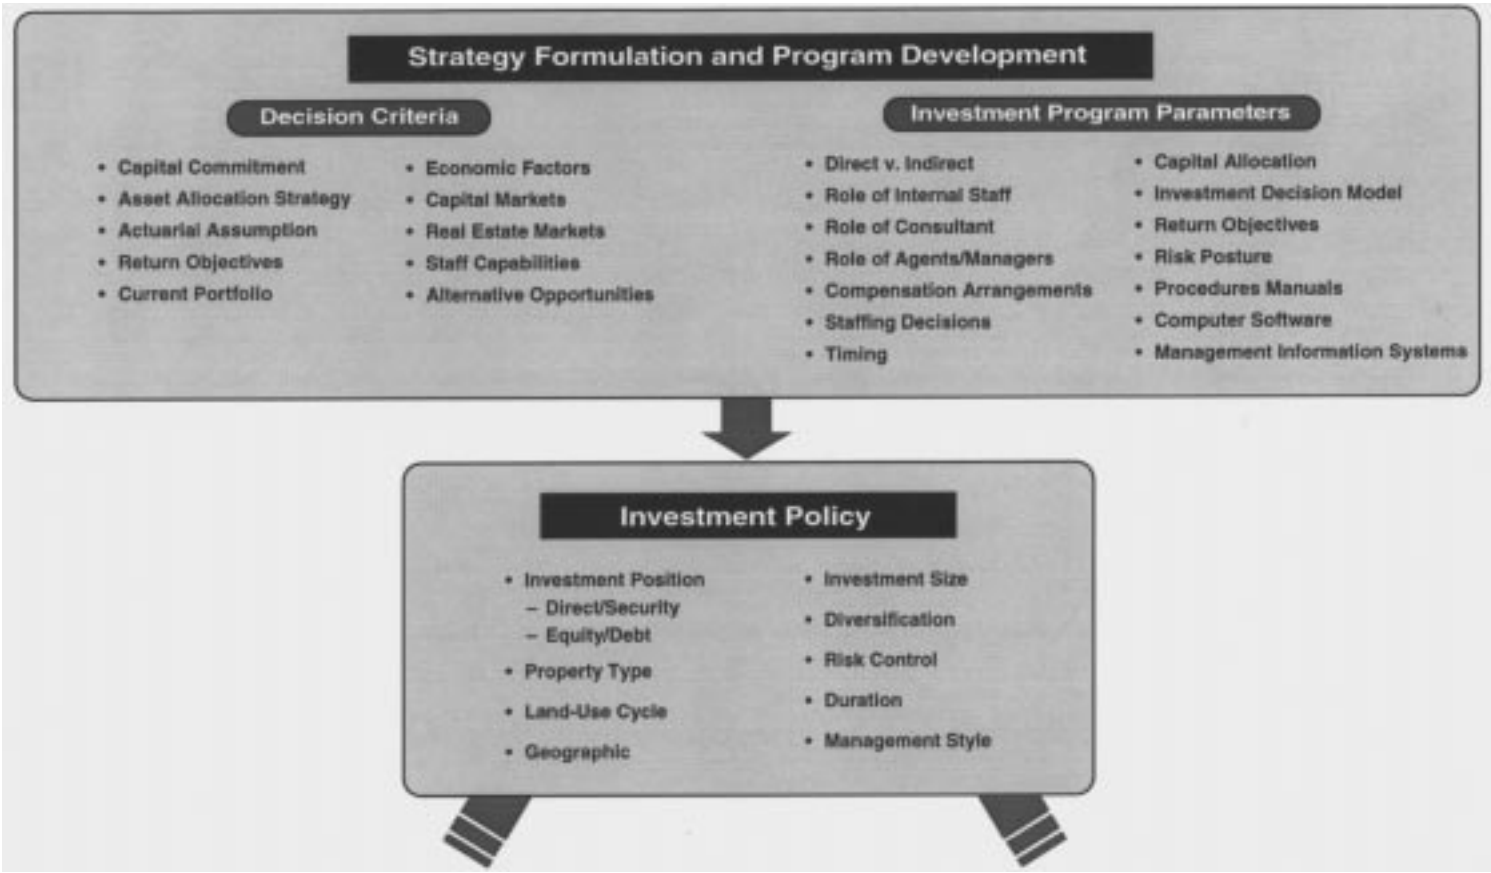 Strategy Formulation and Program Development
Decision Criteria
• Capital Commitment
• Asset Allocation Strategy
• Actuarial Assumption
• Return Objectives
• Current Portfolio
• Economic Factors
• Capital Markets
• Real Estate Markets
• Staff Capabilities
• Alternative Opportunities
Investment Program Parameters
• Direct v. Indirect
• Role of Internal Staff
• Role of Consultant
• Role of Agents/Managers
• Compensation Arrangements
• Staffing Decisions
• Timing
• Capital Allocation
• Investment Decision Model
• Return Objectives
• Risk Posture
• Procedures Manuals
• Computer Software
• Management Information Systems
Investment Policy
• Investment Position
– Direct/Security
– Equity/Debt
• Property Type
• Land-Use Cycle
• Geographic
• Investment Size
• Diversification
• Risk Control
• Duration
• Management Style